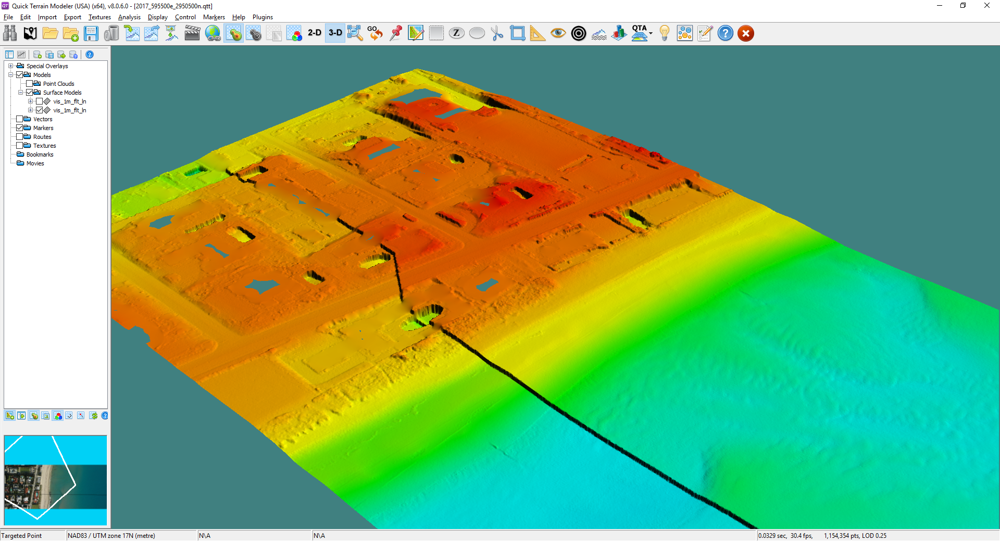 QT Quick Terrain Modeler (USA) (x64), v8.0.6.0 - [2017_595500e_2950500n.qtt]
File Edit Import Export Textures Analysis Display Control Markers Help Plugins
2-D 3-D GO Z QTA ?
Special Overlays
Models
Point Clouds
Surface Models
vis_1m_flt_ln
vis_1m_flt_ln
Vectors
Markers
Routes
Textures
Bookmarks
Movies
Targeted Point NAD83 / UTM zone 17N (metre) N\A N\A 0.0329 sec, 30.4 fps, 1,154,354 pts, LOD 0.25